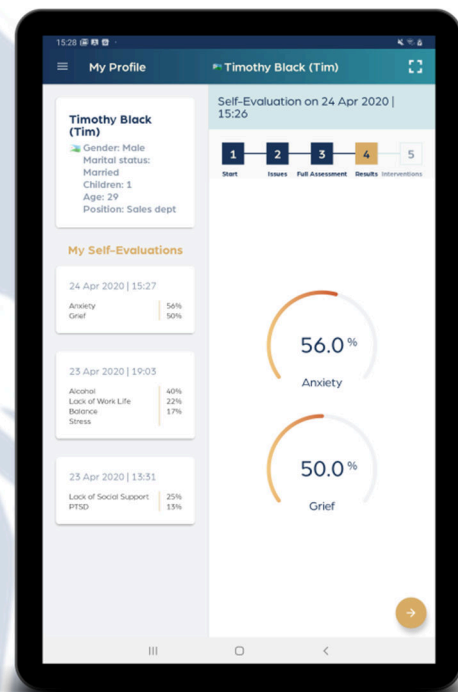 15:28
My Profile
Timothy Black (Tim)
Timothy Black
(Tim)
Gender: Male
Marital status:
Married
Children: 1
Age: 29
Position: Sales dept
My Self-Evaluations
24 Apr 2020 | 15:27
Anxiety 56%
Grief 50%
23 Apr 2020 | 19:03
Alcohol 40%
Lack of Work Life 22%
Balance 17%
Stress
23 Apr 2020 | 13:31
Lack of Social Support 25%
PTSD 13%
Self-Evaluation on 24 Apr 2020 |
15:26
1 2 3 4 5
Start Issues Full Assessment Results Interventions
56.0 %
Anxiety
50.0 %
Grief